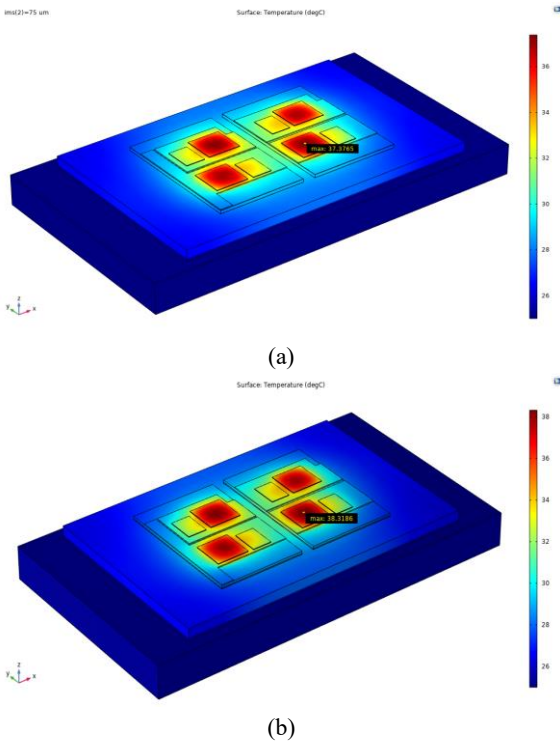 ims(2)=75 um
Surface: Temperature (degC)
36
34
32
30
28
26
max: 37.3765
z
y
x
(a)
Surface: Temperature (degC)
38
36
34
32
30
28
26
max: 38.3186
z
y
x
(b)